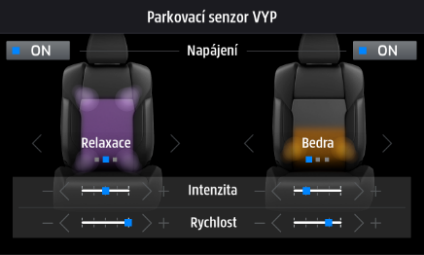 Parkovací senzor VYP
ON Napájení ON
Relaxace Bedra
Intenzita
Rychlost